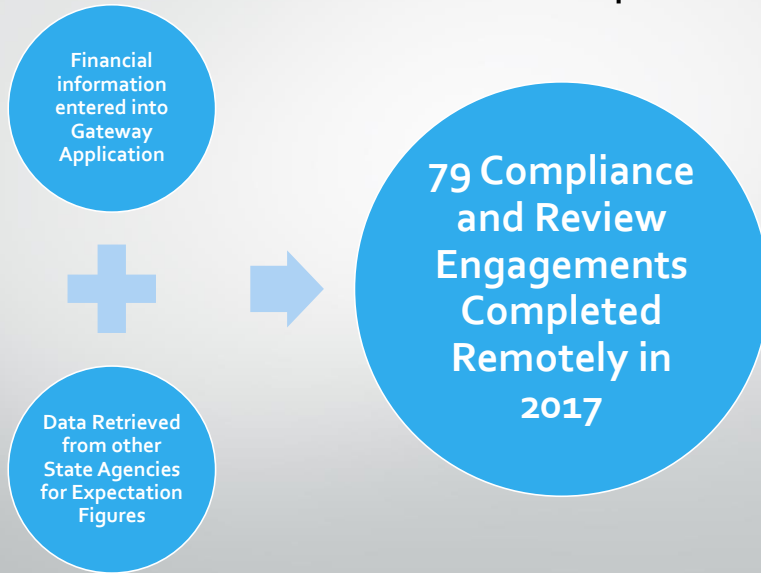 Financial
information
entered into
Gateway
Application
Data Retrieved
from other
State Agencies
for Expectation
Figures
79 Compliance
and Review
Engagements
Completed
Remotely in
2017